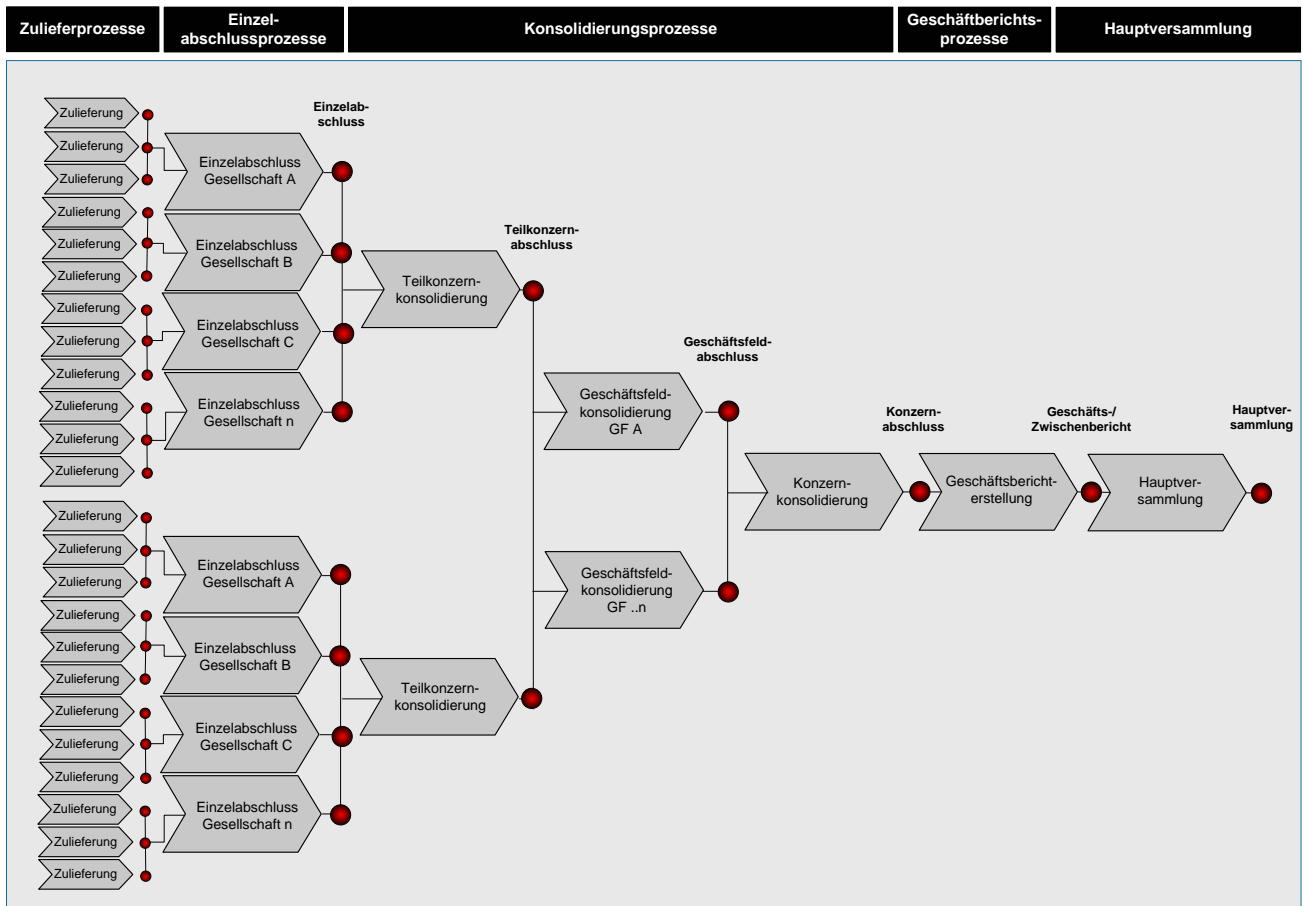 Zulieferprozesse
Einzel-
abschlussprozesse
Konsolidierungsprozesse
Geschäftberichts-
prozesse
Hauptversammlung
Zulieferung
Zulieferung
Zulieferung
Zulieferung
Zulieferung
Zulieferung
Zulieferung
Zulieferung
Zulieferung
Zulieferung
Zulieferung
Zulieferung
Einzelabschluss
Gesellschaft A
Einzelabschluss
Gesellschaft B
Einzelabschluss
Gesellschaft C
Einzelabschluss
Gesellschaft n
Einzelab-
schluss
Teilkonzern-
konsolidierung
Teilkonzern-
abschluss
Zulieferung
Zulieferung
Zulieferung
Zulieferung
Zulieferung
Zulieferung
Zulieferung
Zulieferung
Zulieferung
Zulieferung
Zulieferung
Zulieferung
Einzelabschluss
Gesellschaft A
Einzelabschluss
Gesellschaft B
Einzelabschluss
Gesellschaft C
Einzelabschluss
Gesellschaft n
Teilkonzern-
konsolidierung
Geschäftsfeld-
konsolidierung
GF A
Geschäftsfeld-
konsolidierung
GF ..n
Geschäftsfeld-
abschluss
Konzern-
konsolidierung
Konzern-
abschluss
Geschäftsbericht-
erstellung
Geschäfts-/
Zwischenbericht
Hauptver-
sammlung
Hauptver-
sammlung